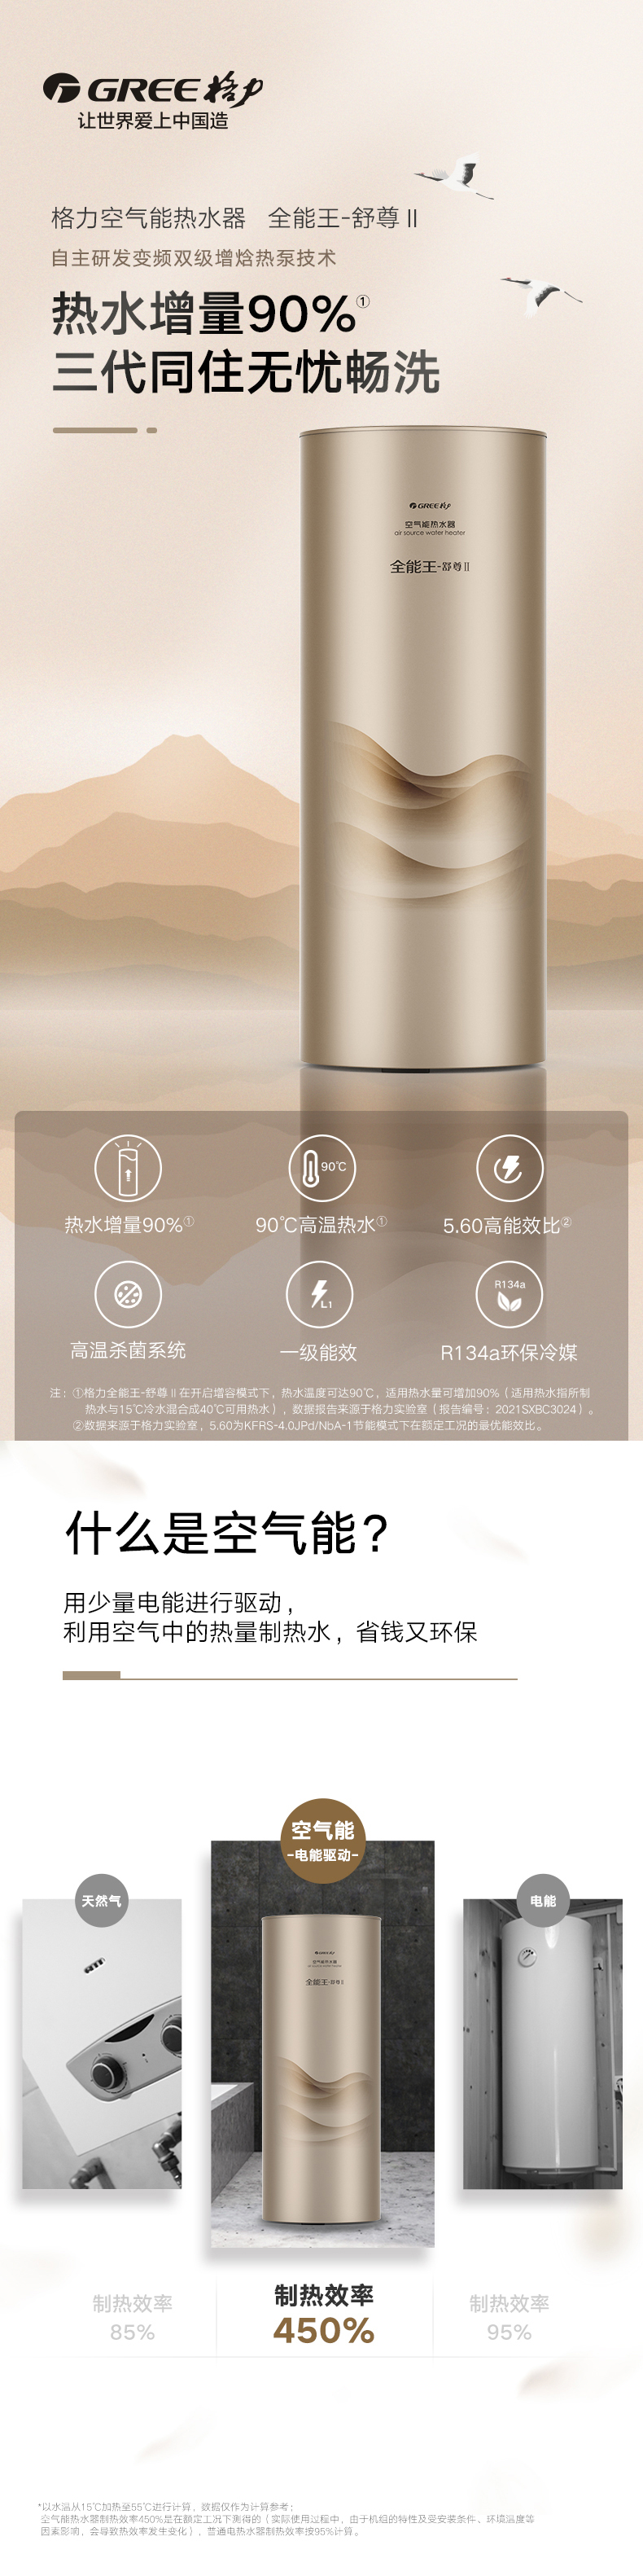 GREE 格力
让世界爱上中国造
格力空气能热水器 全能王-舒尊Ⅱ
自主研发变频双级增焓热泵技术
热水增量90%①
三代同住无忧畅洗
GREE 格力
空气能热水器
air source water heater
全能王-舒尊Ⅱ
90℃
热水增量90%①
90℃高温热水①
5.60高能效比②
L1
R134a
高温杀菌系统
一级能效
R134a环保冷媒
注：①格力全能王-舒尊Ⅱ在开启增容模式下，热水温度可达90℃，适用热水量可增加90%（适用热水指所制
热水与15℃冷水混合成40℃可用热水），数据报告来源于格力实验室（报告编号：2021SXBC3024）。
②数据来源于格力实验室，5.60为KFRS-4.0JPd/NbA-1节能模式下在额定工况的最优能效比。
什么是空气能？
用少量电能进行驱动，
利用空气中的热量制热水，省钱又环保
空气能
-电能驱动-
天然气
电能
GREE 格力
空气能热水器
全能王-舒尊Ⅱ
制热效率
85%
制热效率
450%
制热效率
95%
*以水温从15℃加热至55℃进行计算，数据仅作为计算参考；
空气能热水器制热效率450%是在额定工况下测得的（实际使用过程中，由于机组的特性及受安装条件、环境温度等
因素影响，会导致热效率发生变化），普通电热水器制热效率按95%计算。